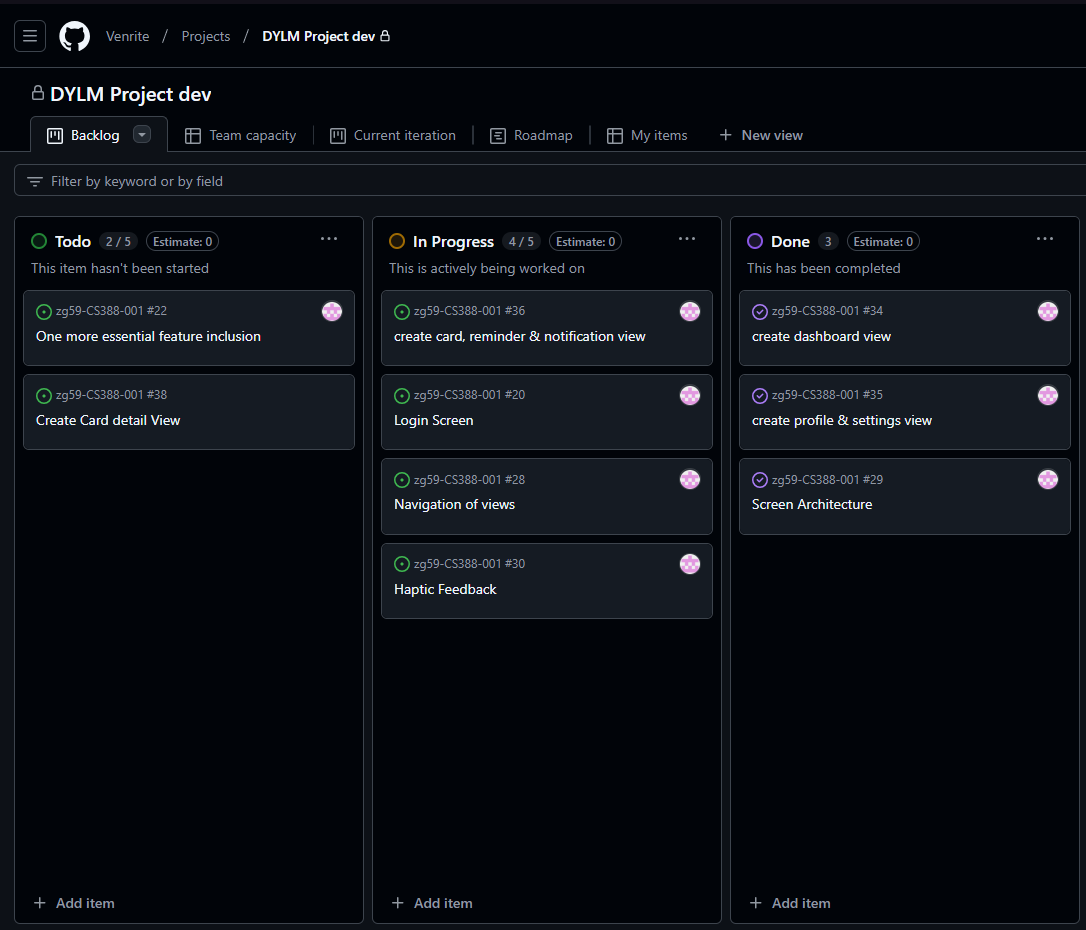 Venrite / Projects / DYLM Project dev
DYLM Project dev
Backlog Team capacity Current iteration Roadmap My items New view
Filter by keyword or by field
Todo 2 / 5 Estimate: 0
This item hasn't been started
zg59-CS388-001 #22
One more essential feature inclusion
zg59-CS388-001 #38
Create Card detail View
Add item
In Progress 4 / 5 Estimate: 0
This is actively being worked on
zg59-CS388-001 #36
create card, reminder & notification view
zg59-CS388-001 #20
Login Screen
zg59-CS388-001 #28
Navigation of views
zg59-CS388-001 #30
Haptic Feedback
Add item
Done 3 Estimate: 0
This has been completed
zg59-CS388-001 #34
create dashboard view
zg59-CS388-001 #35
create profile & settings view
zg59-CS388-001 #29
Screen Architecture
Add item